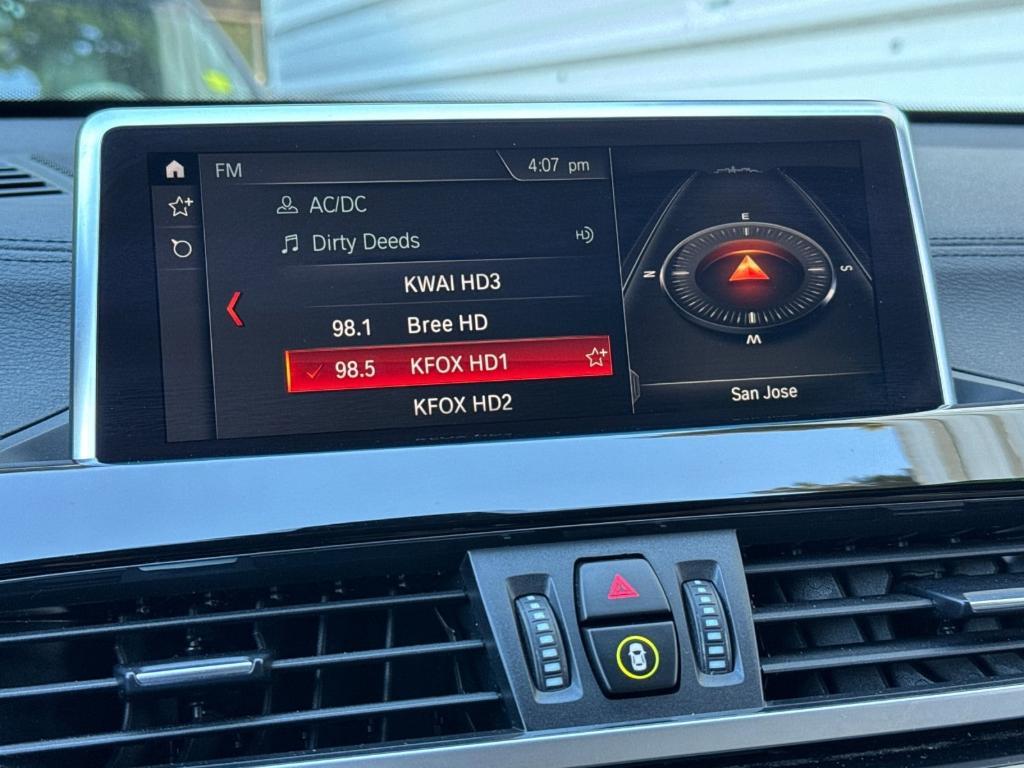 FM
4:07 pm
AC/DC
Dirty Deeds
HD
KWAI HD3
98.1 Bree HD
98.5 KFOX HD1
KFOX HD2
E
N
S
W
San Jose